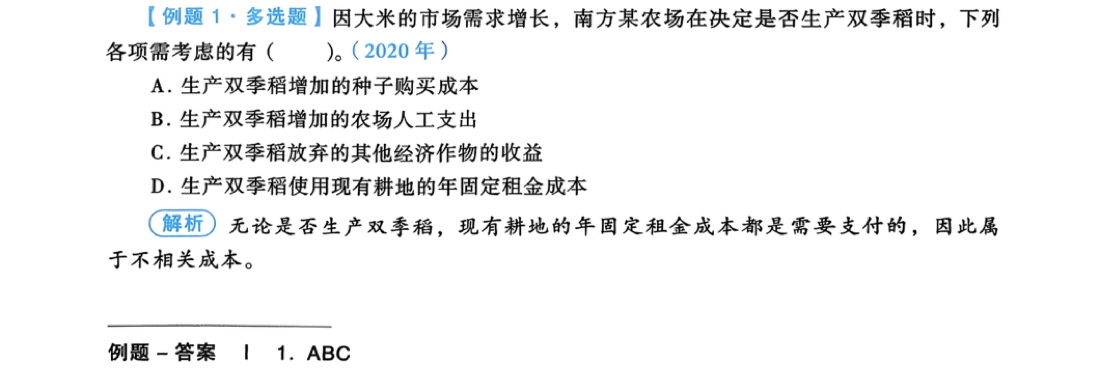 【例题1·多选题】因大米的市场需求增长，南方某农场在决定是否生产双季稻时，下列
各项需考虑的有（　　）。（2020年）
A. 生产双季稻增加的种子购买成本
B. 生产双季稻增加的农场人工支出
C. 生产双季稻放弃的其他经济作物的收益
D. 生产双季稻使用现有耕地的年固定租金成本
解析 无论是否生产双季稻，现有耕地的年固定租金成本都是需要支付的，因此属
于不相关成本。
例题－答案 | 1. ABC